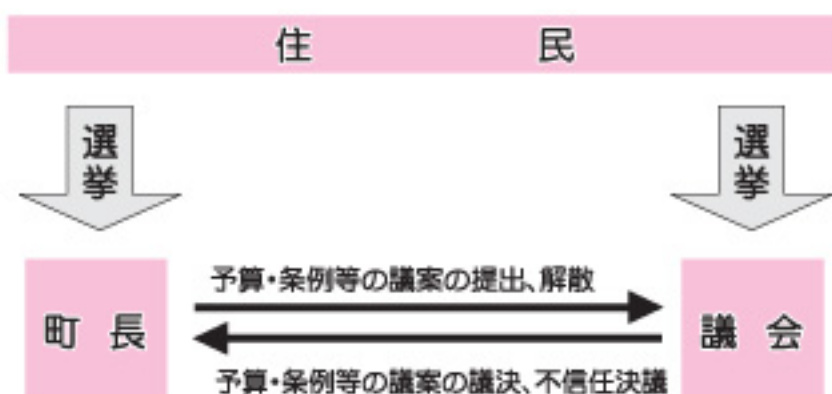 住民
選挙
選挙
予算・条例等の議案の提出、解散
町長
議会
予算・条例等の議案の議決、不信任決議